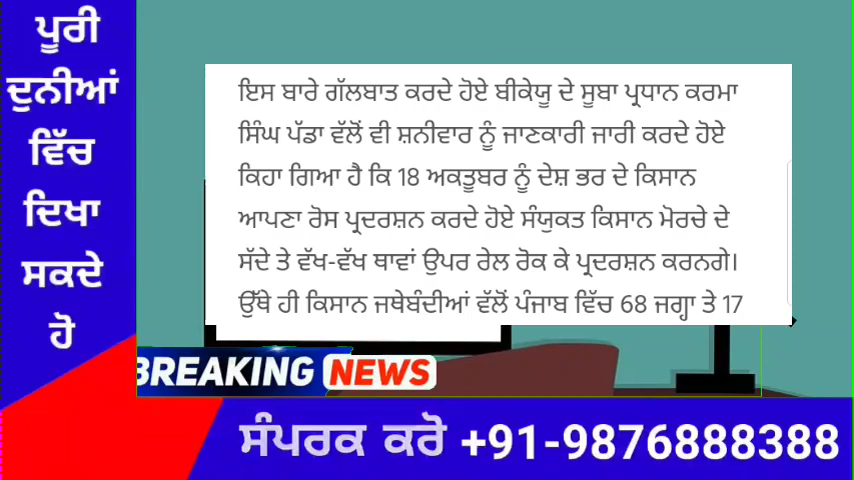 ਪੂਰੀ
ਦੁਨੀਆਂ
ਵਿੱਚ
ਦਿਖਾ
ਸਕਦੇ
ਹੋ
ਇਸ ਬਾਰੇ ਗੱਲਬਾਤ ਕਰਦੇ ਹੋਏ ਬੀਕੇਯੂ ਦੇ ਸੂਬਾ ਪ੍ਰਧਾਨ ਕਰਮਾ
ਸਿੰਘ ਪੱਡਾ ਵੱਲੋਂ ਵੀ ਸ਼ਨੀਵਾਰ ਨੂੰ ਜਾਣਕਾਰੀ ਜਾਰੀ ਕਰਦੇ ਹੋਏ
ਕਿਹਾ ਗਿਆ ਹੈ ਕਿ 18 ਅਕਤੂਬਰ ਨੂੰ ਦੇਸ਼ ਭਰ ਦੇ ਕਿਸਾਨ
ਆਪਣਾ ਰੋਸ ਪ੍ਰਦਰਸ਼ਨ ਕਰਦੇ ਹੋਏ ਸੰਯੁਕਤ ਕਿਸਾਨ ਮੋਰਚੇ ਦੇ
ਸੱਦੇ ਤੇ ਵੱਖ-ਵੱਖ ਥਾਵਾਂ ਉਪਰ ਰੇਲ ਰੋਕ ਕੇ ਪ੍ਰਦਰਸ਼ਨ ਕਰਨਗੇ।
ਉੱਥੇ ਹੀ ਕਿਸਾਨ ਜਥੇਬੰਦੀਆਂ ਵੱਲੋਂ ਪੰਜਾਬ ਵਿੱਚ 68 ਜਗ੍ਹਾ ਤੇ 17
BREAKING NEWS
ਸੰਪਰਕ ਕਰੋ +91-9876888388